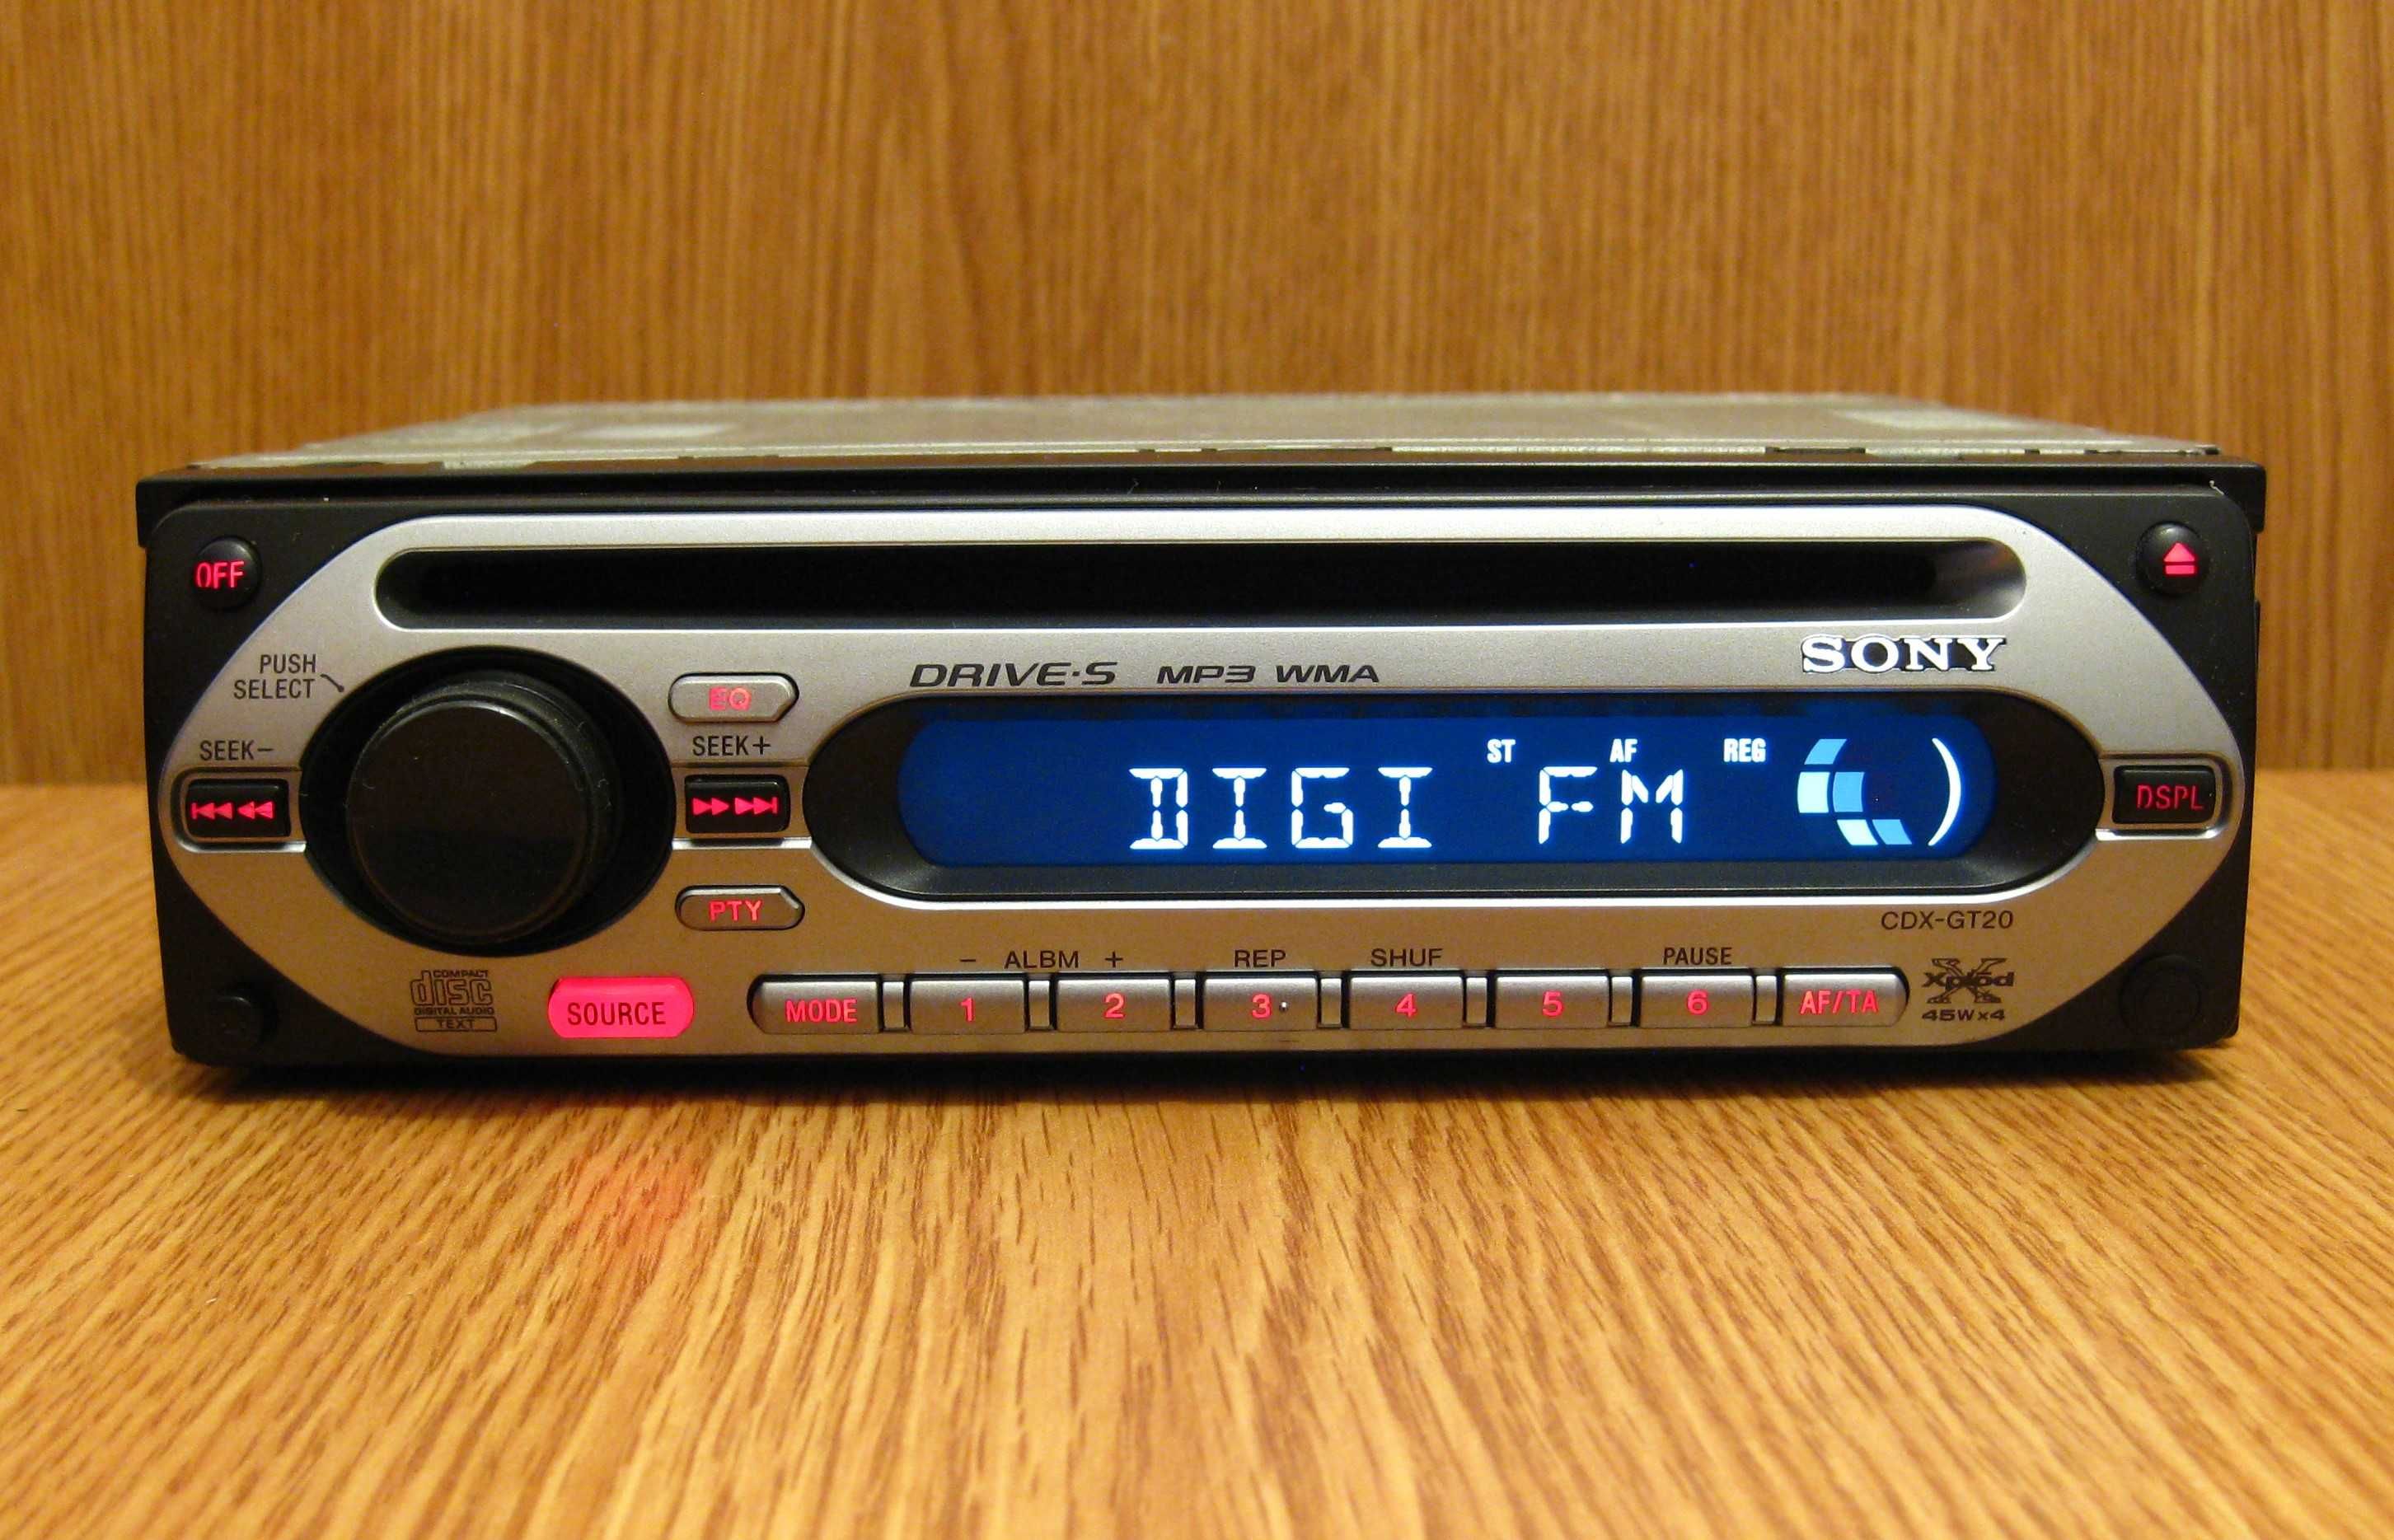 OFF
PUSH
SELECT
SEEK−
EQ
SEEK+
PTY
DRIVE·S MP3 WMA
SONY
ST AF REG
DIGI FM
DSPL
CDX-GT20
− ALBM + REP SHUF PAUSE
COMPACT
disc
DIGITAL AUDIO
TEXT
SOURCE
MODE 1 2 3· 4 5 6 AF/TA
Xplod
45W×4